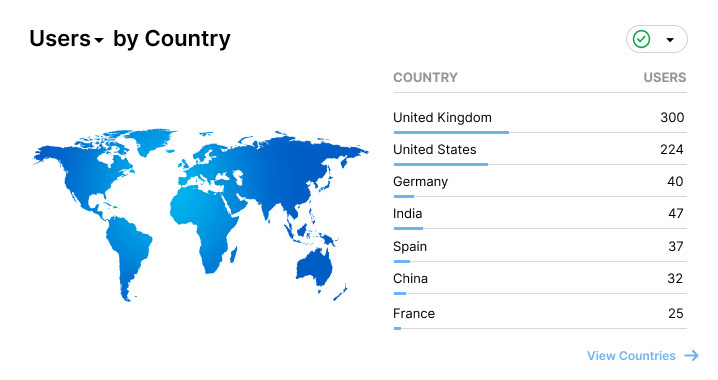 Users by Country
COUNTRY USERS
United Kingdom 300
United States 224
Germany 40
India 47
Spain 37
China 32
France 25
View Countries